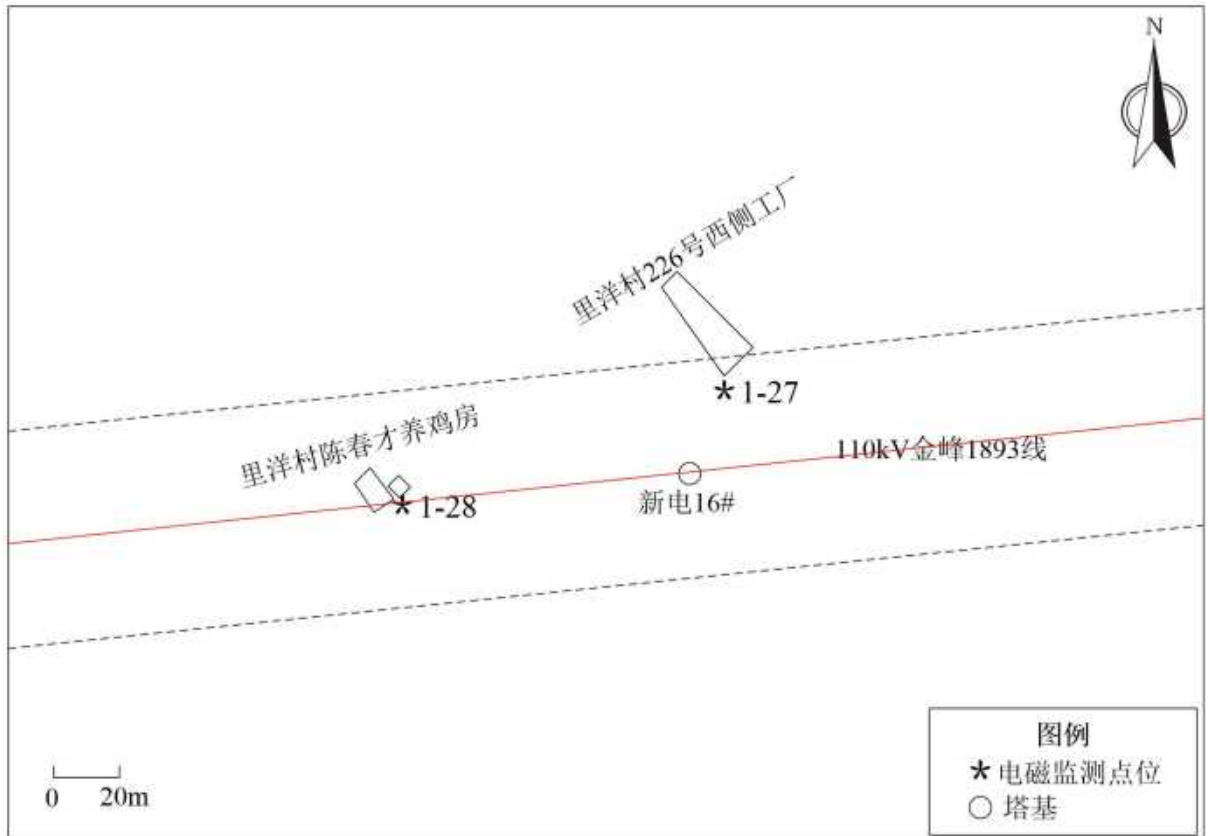 N
里洋村226号西侧工厂
1-27
里洋村陈春才养鸡房
110kV金峰1893线
1-28
新电16#
图例
电磁监测点位
塔基
0 20m